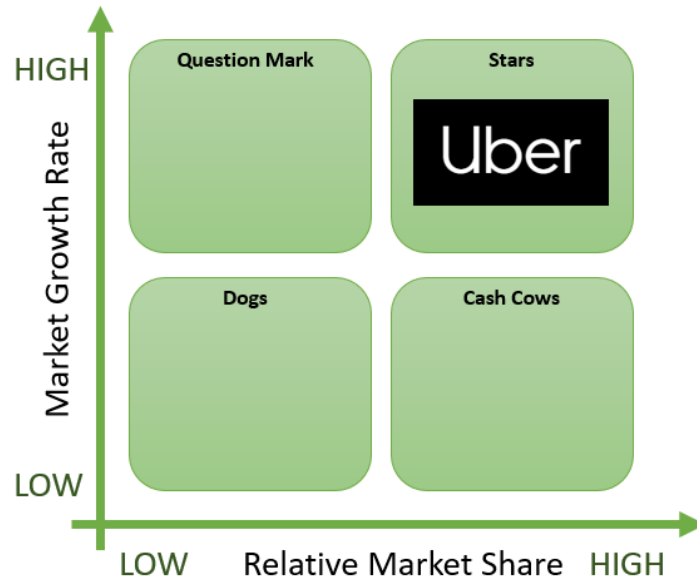 Question Mark
Stars
HIGH
Uber
Market Growth Rate
Dogs
Cash Cows
LOW
LOW
Relative Market Share
HIGH